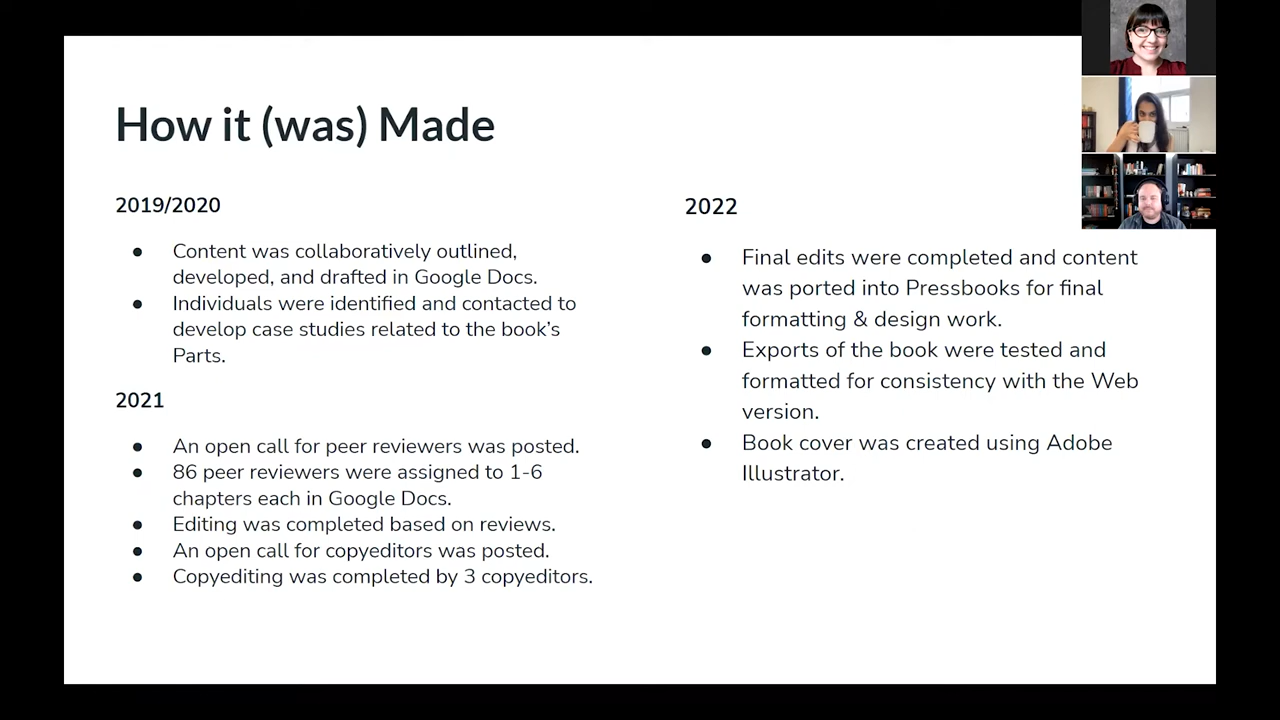 How it (was) Made
2019/2020
● Content was collaboratively outlined,
developed, and drafted in Google Docs.
● Individuals were identified and contacted to
develop case studies related to the book's
Parts.
2021
● An open call for peer reviewers was posted.
● 86 peer reviewers were assigned to 1-6
chapters each in Google Docs.
● Editing was completed based on reviews.
● An open call for copyeditors was posted.
● Copyediting was completed by 3 copyeditors.
2022
● Final edits were completed and content
was ported into Pressbooks for final
formatting & design work.
● Exports of the book were tested and
formatted for consistency with the Web
version.
● Book cover was created using Adobe
Illustrator.